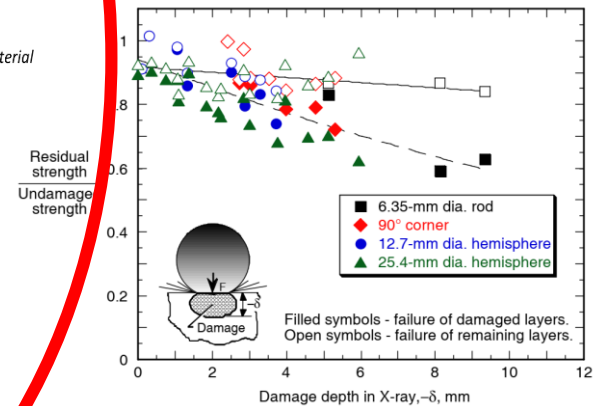 terial
1
.8
0.6
0.4
0.2
0
Residual
strength
Undamage
strength
6.35-mm dia. rod
90° corner
12.7-mm dia. hemisphere
25.4-mm dia. hemisphere
F
–δ
Damage
Filled symbols - failure of damaged layers.
Open symbols - failure of remaining layers.
0 2 4 6 8 10 12
Damage depth in X-ray,–δ, mm